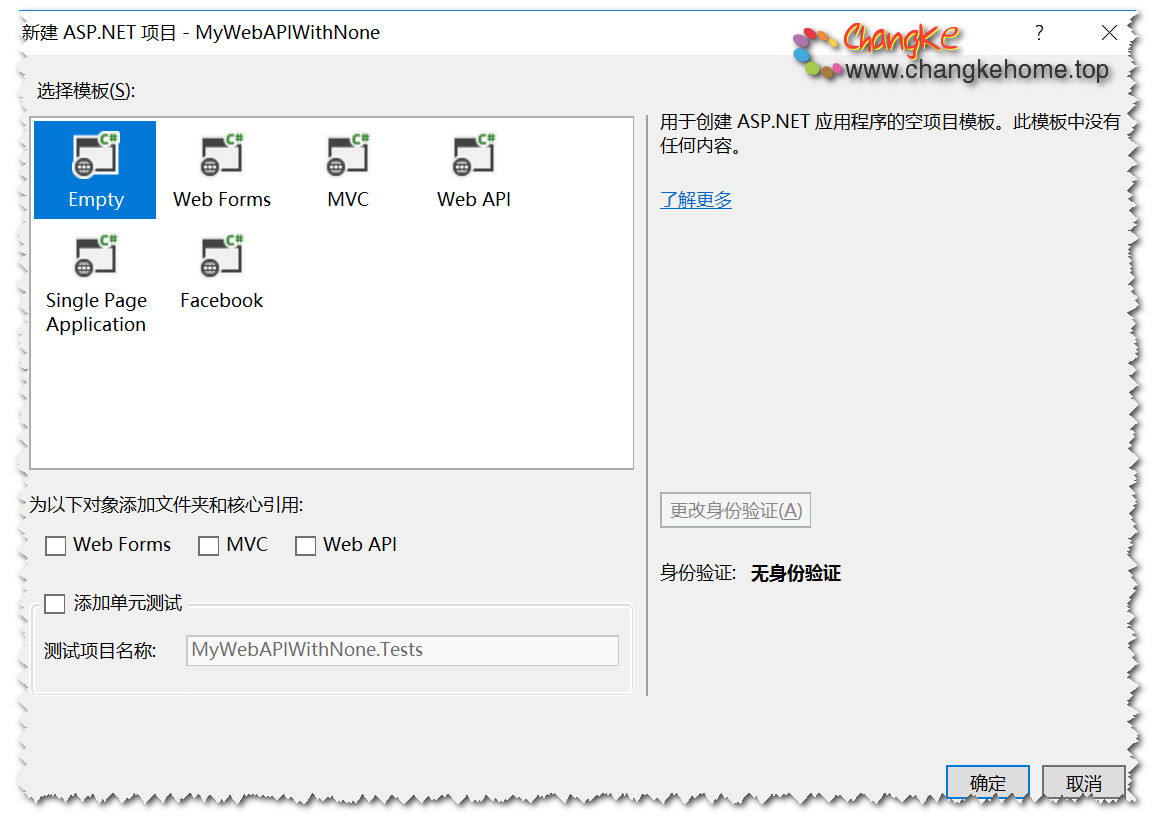 新建 ASP.NET 项目 - MyWebAPIWithNone
?
ChangKe
www.changkehome.top
选择模板(S):
C#
C#
C#
C#
Empty
Web Forms
MVC
Web API
C#
C#
Single Page
Application
Facebook
用于创建 ASP.NET 应用程序的空项目模板。此模板中没有
任何内容。
了解更多
为以下对象添加文件夹和核心引用:
Web Forms
MVC
Web API
添加单元测试
测试项目名称:
MyWebAPIWithNone.Tests
更改身份验证(A)
身份验证: 无身份验证
确定
取消